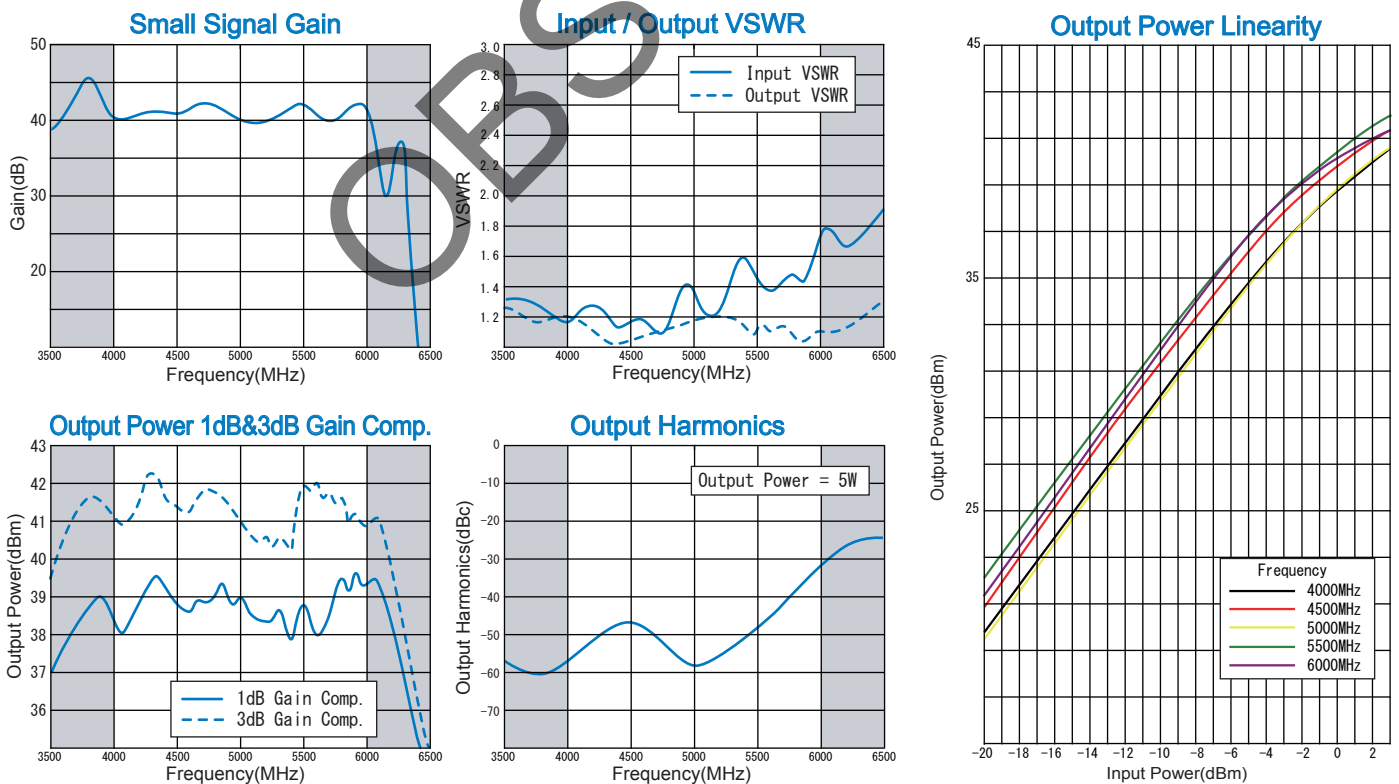 Small Signal Gain
50
40
30
20
Gain(dB)
3500 4000 4500 5000 5500 6000 6500
Frequency(MHz)
Input / Output VSWR
3.0
2.8
2.6
2.4
2.2
2.0
1.8
1.6
1.4
1.2
VSWR
Input VSWR
Output VSWR
3500 4000 4500 5000 5500 6000 6500
Frequency(MHz)
Output Power 1dB&3dB Gain Comp.
43
42
41
40
39
38
37
36
Output Power(dBm)
1dB Gain Comp.
3dB Gain Comp.
3500 4000 4500 5000 5500 6000 6500
Frequency(MHz)
Output Harmonics
0
-10
-20
-30
-40
-50
-60
-70
Output Harmonics(dBc)
Output Power = 5W
3500 4000 4500 5000 5500 6000 6500
Frequency(MHz)
Output Power Linearity
45
35
25
Output Power(dBm)
Frequency
4000MHz
4500MHz
5000MHz
5500MHz
6000MHz
-20 -18 -16 -14 -12 -10 -8 -6 -4 -2 0 2
Input Power(dBm)
OBS